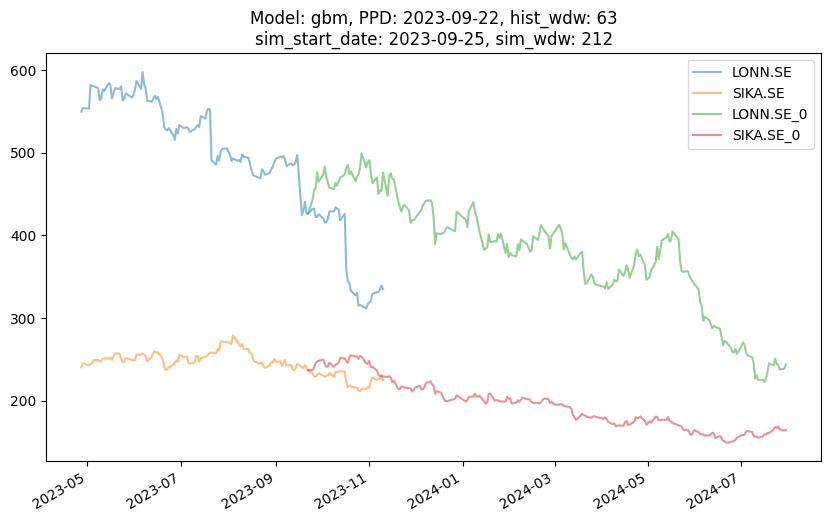 Model: gbm, PPD: 2023-09-22, hist_wdw: 63
sim_start_date: 2023-09-25, sim_wdw: 212
LONN.SE
SIKA.SE
LONN.SE_0
SIKA.SE_0
600
500
400
300
200
2023-05
2023-07
2023-09
2023-11
2024-01
2024-03
2024-05
2024-07